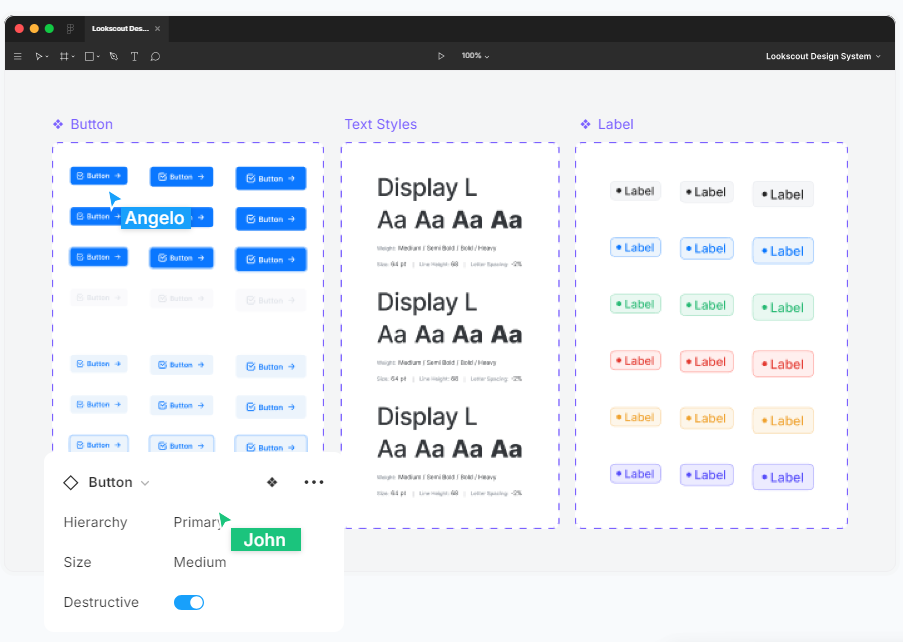 Lookscout Des...
100%
Lookscout Design System
Button
Text Styles
Label
Button Button Button
Button Button
Angelo
Button Button Button
Button Button Button
Button Button Button
Button Button Button
Button Button Button
Display L
Aa Aa Aa Aa
Weight: Medium / Semi Bold / Bold / Heavy
Size: 64 pt | Line Height: 68 | Letter Spacing: -2%
Display L
Aa Aa Aa Aa
Weight: Medium / Semi Bold / Bold / Heavy
Size: 64 pt | Line Height: 68 | Letter Spacing: -2%
Display L
Aa Aa Aa Aa
Weight: Medium / Semi Bold / Bold / Heavy
Size: 64 pt | Line Height: 68 | Letter Spacing: -2%
Label Label Label
Label Label Label
Label Label Label
Label Label Label
Label Label Label
Label Label Label
Button
Hierarchy Primary
John
Size Medium
Destructive